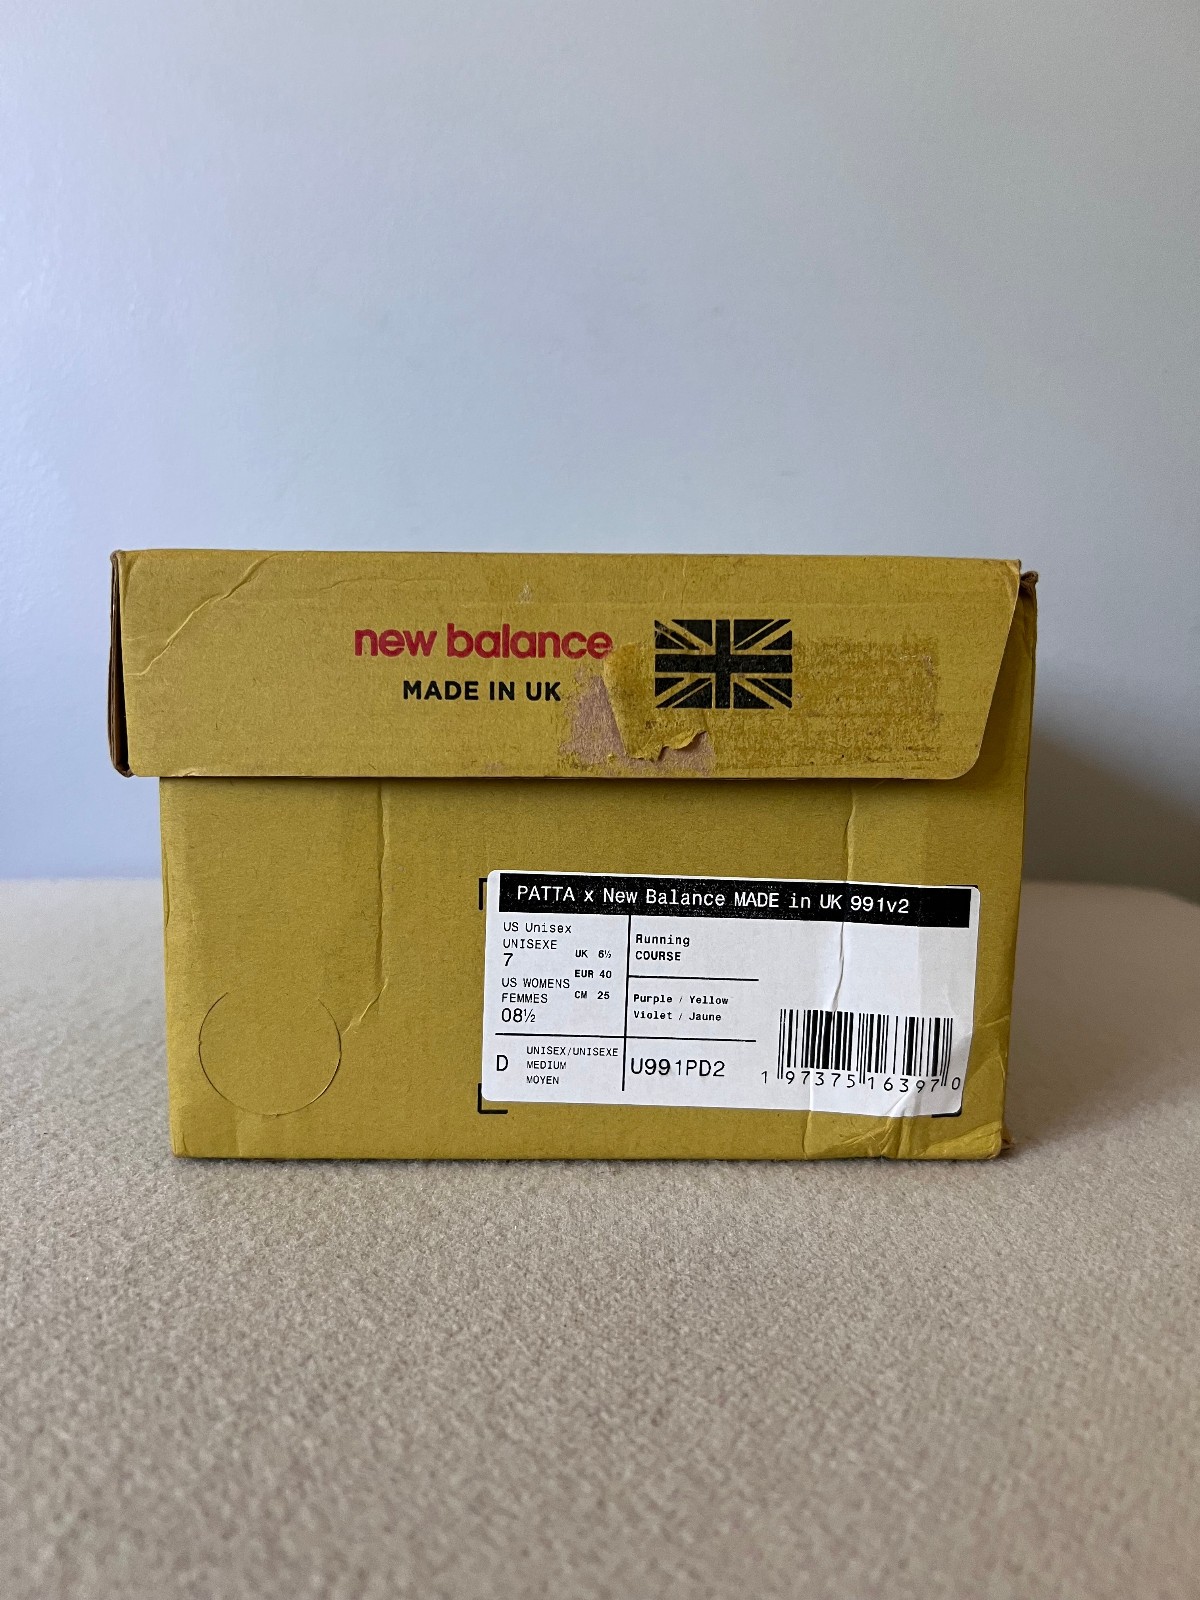 new balance
MADE IN UK
PATTA x New Balance MADE in UK 991v2
US Unisex
UNISEXE
7
US WOMENS
FEMMES
08½
UK 6½
EUR 40
CM 25
Running
COURSE
Purple / Yellow
Violet / Jaune
D
UNISEX/UNISEXE
MEDIUM
MOYEN
U991PD2
1 97375 16397 0